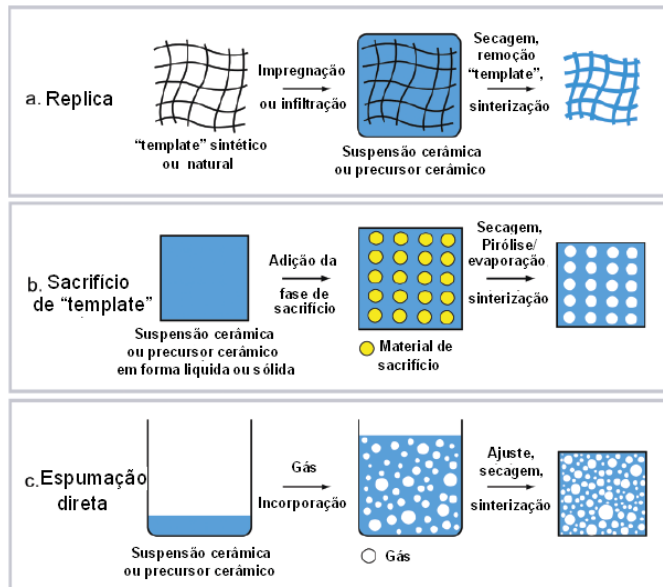 a. Replica
“template” sintético
ou natural
Impregnação
ou infiltração
Suspensão cerâmica
ou precursor cerâmico
Secagem,
remoção
“template”,
sinterização
b. Sacrifício
de “template”
Suspensão cerâmica
ou precursor cerâmico
em forma liquida ou sólida
Adição da
fase de
sacrifício
Material de
sacrifício
Secagem,
Pirólise/
evaporação
sinterização
c. Espumação
direta
Suspensão cerâmica
ou precursor cerâmico
Gás
Incorporação
Gás
Ajuste,
secagem,
sinterização